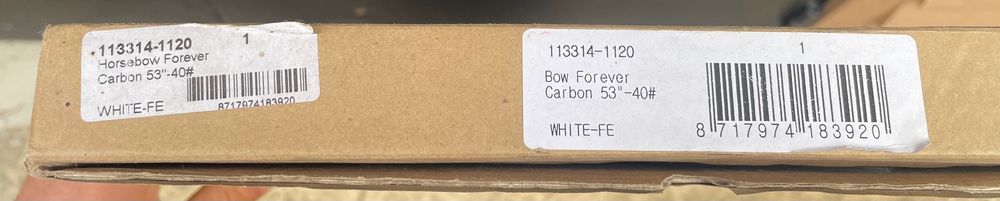 113314-1120 1
Horsebow Forever
Carbon 53"-40#
WHITE-FE
8717974183920
113314-1120 1
Bow Forever
Carbon 53"-40#
WHITE-FE
8 717974 183920